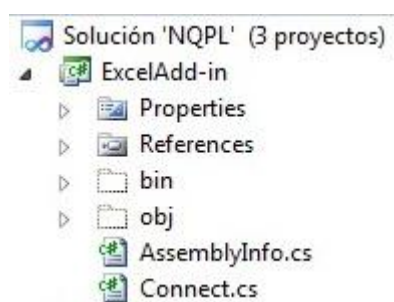 Solución 'NQPL' (3 proyectos)
ExcelAdd-in
Properties
References
bin
obj
AssemblyInfo.cs
Connect.cs